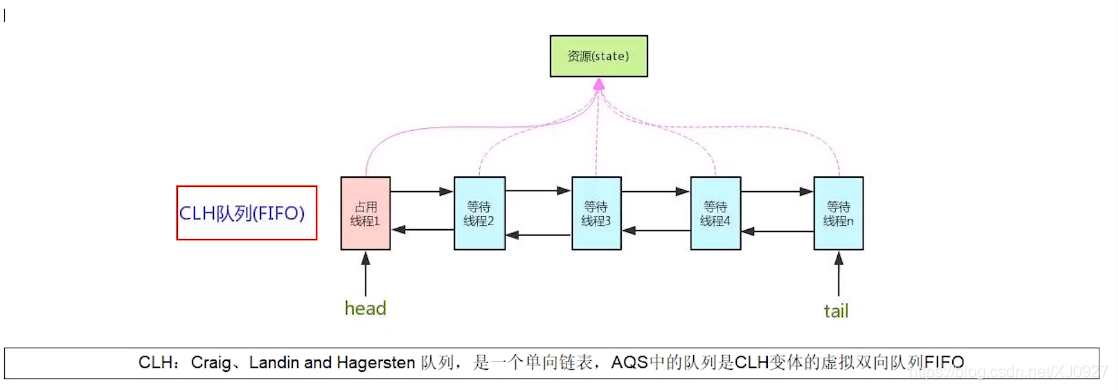 资源(state)
CLH队列(FIFO)
占用
线程1
等待
线程2
等待
线程3
等待
线程4
等待
线程n
head
tail
CLH：Craig、Landin and Hagersten 队列，是一个单向链表，AQS中的队列是CLH变体的虚拟双向队列FIFO
https://blog.csdn.net/XJ0927